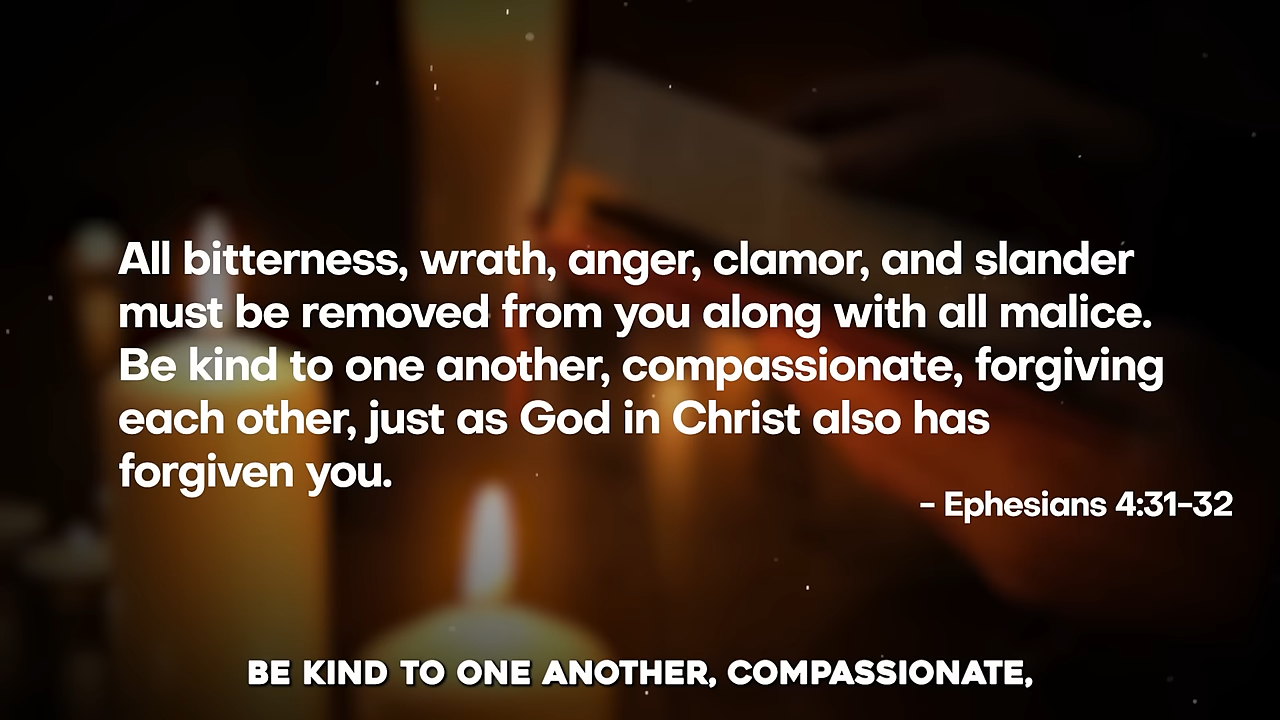 All bitterness, wrath, anger, clamor, and slander
must be removed from you along with all malice.
Be kind to one another, compassionate, forgiving
each other, just as God in Christ also has
forgiven you.
– Ephesians 4:31–32
BE KIND TO ONE ANOTHER, COMPASSIONATE,